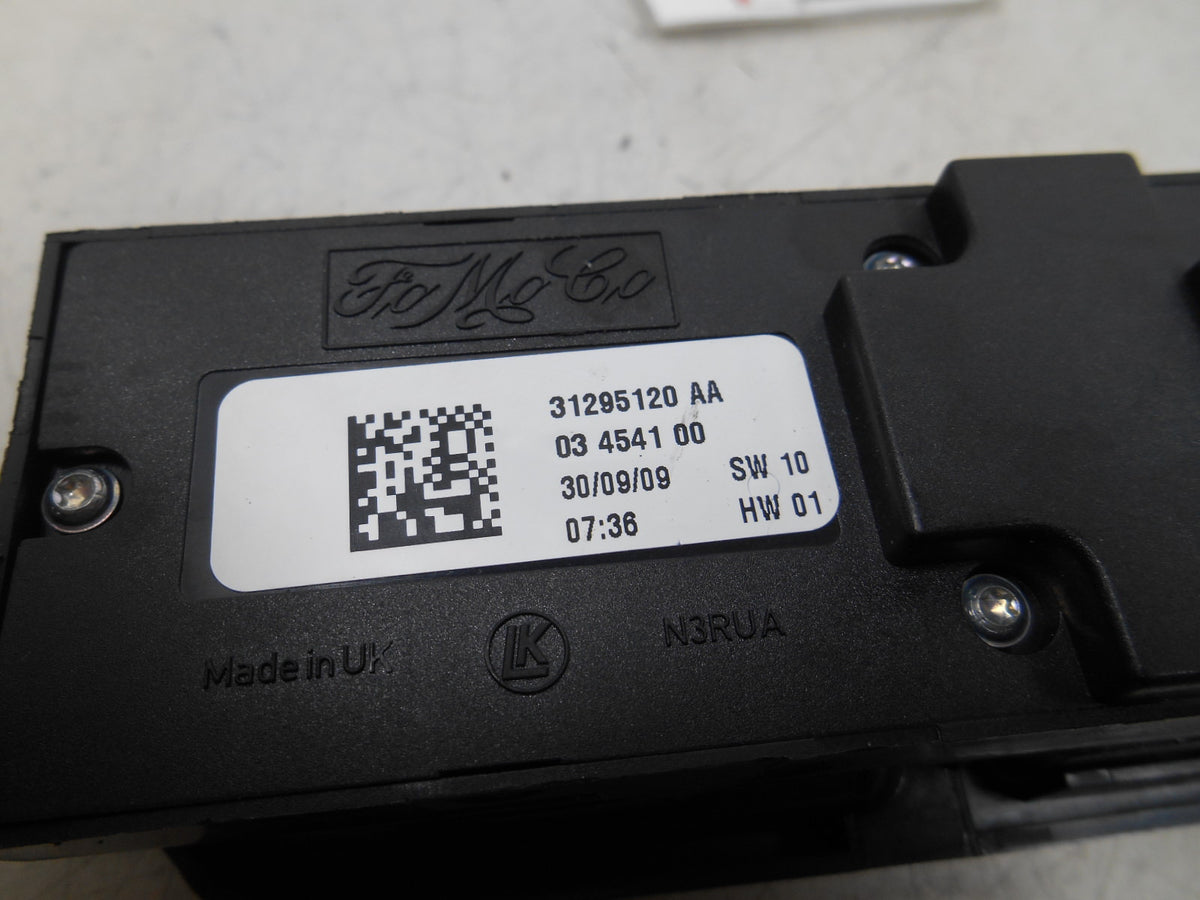 FoMoCo
31295120 AA
03 4541 00
30/09/09 SW 10
07:36 HW 01
Made in UK LK N3RUA